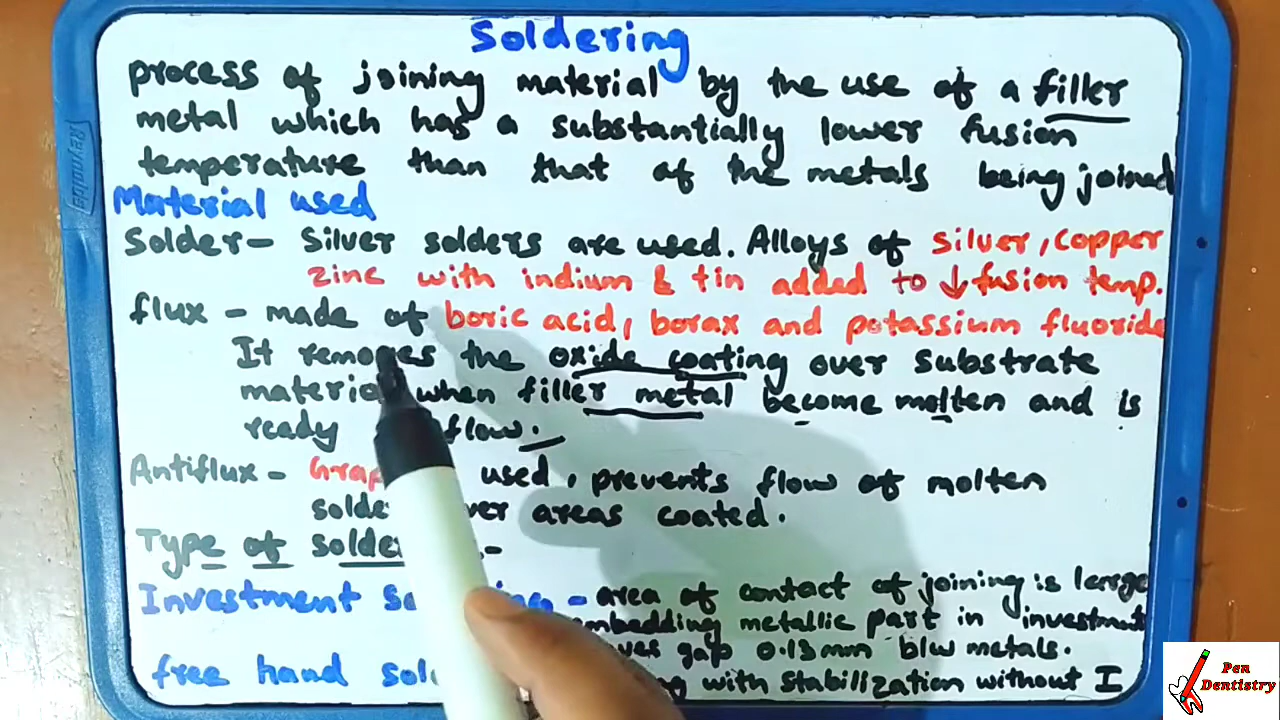 Soldering
process of joining material by the use of a filler
metal which has a substantially lower fusion
temperature than that of the metals being joined
Material used
Solder- Silver solders are used. Alloys of silver, copper
zinc with indium & tin added to ↓ fusion temp.
flux - made of boric acid, borax and potassium fluoride
It removes the oxide coating over substrate
material when filler metal become molten and is
ready flow.
Antiflux - used, prevents flow of molten
areas coated.
Type of
Investment - area of contact of joining is large
embedding metallic part in investment
gap 0.13mm b/w metals.
free hand with stabilization without I
Reynolds
Pen
Dentistry